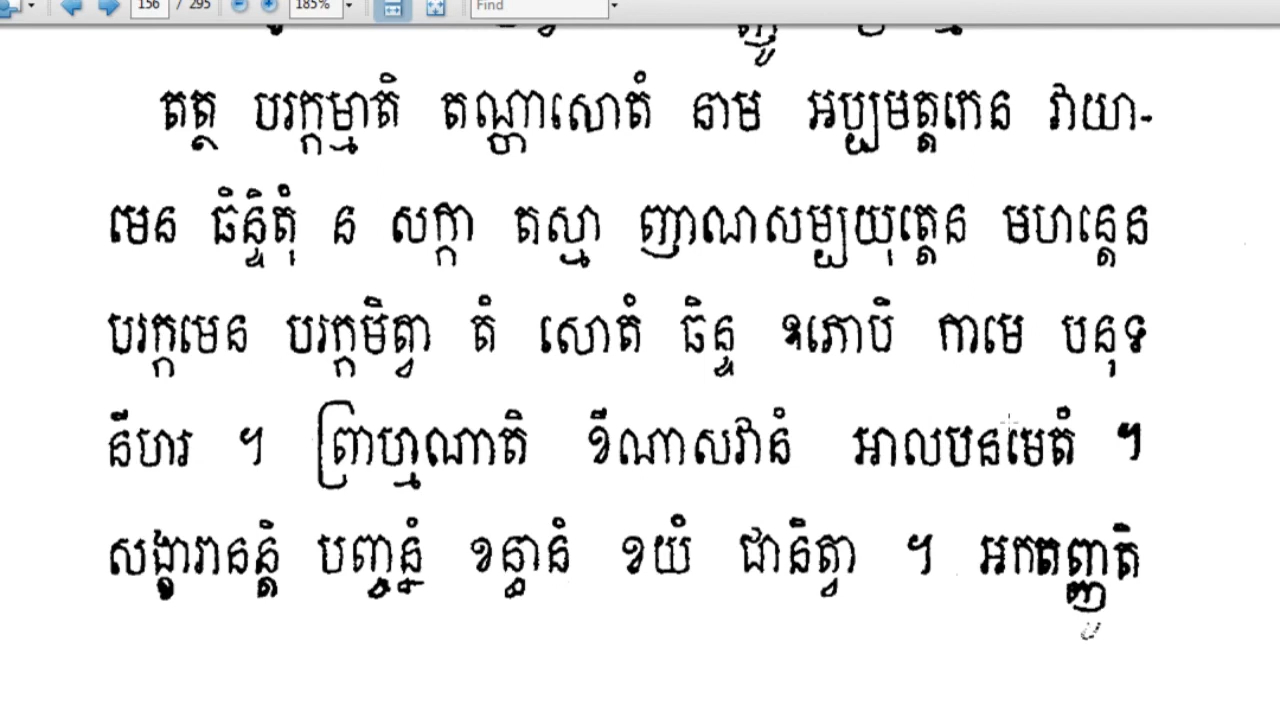 156 / 295 185% Find
តត្ថ បរក្កម្មាតិ តណ្ហាសោតំ នាម អប្បមត្តកេន វាយា-
មេន ឆិន្ទិតុំ ន សក្កា តស្មា ញាណសម្បយុត្តេន មហន្តេន
បរក្កមេន បរក្កមិត្វា តំ សោតំ ឆិន្ទ ឧភោបិ កាមេ បនុទ
នីហរ ។ ព្រាហ្មណាតិ ខីណាសវានំ អាលបនមេតំ ។
សង្ខារានន្តិ បញ្ចន្នំ ខន្ធានំ ខយំ ជានិត្វា ។ អកតញ្ញូតិ